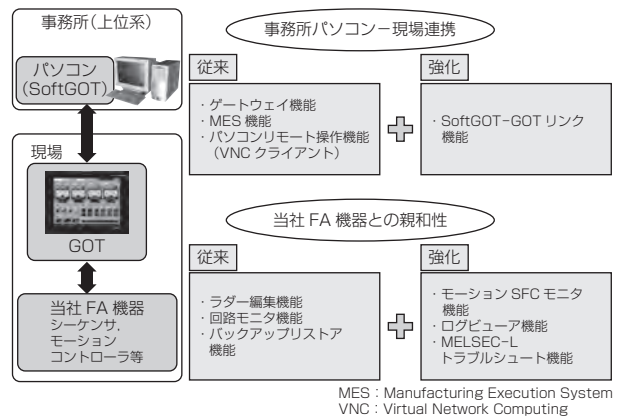 事務所（上位系）
パソコン
（SoftGOT）
現場
GOT
当社 FA 機器
シーケンサ，
モーション
コントローラ等
事務所パソコン－現場連携
従来
・ゲートウェイ機能
・MES 機能
・パソコンリモート操作機能
（VNC クライアント）
強化
・SoftGOT-GOT リンク
機能
当社 FA 機器との親和性
従来
・ラダー編集機能
・回路モニタ機能
・バックアップリストア
機能
強化
・モーション SFC モニタ
機能
・ログビューア機能
・MELSEC-L
トラブルシュート機能
MES：Manufacturing Execution System
VNC：Virtual Network Computing